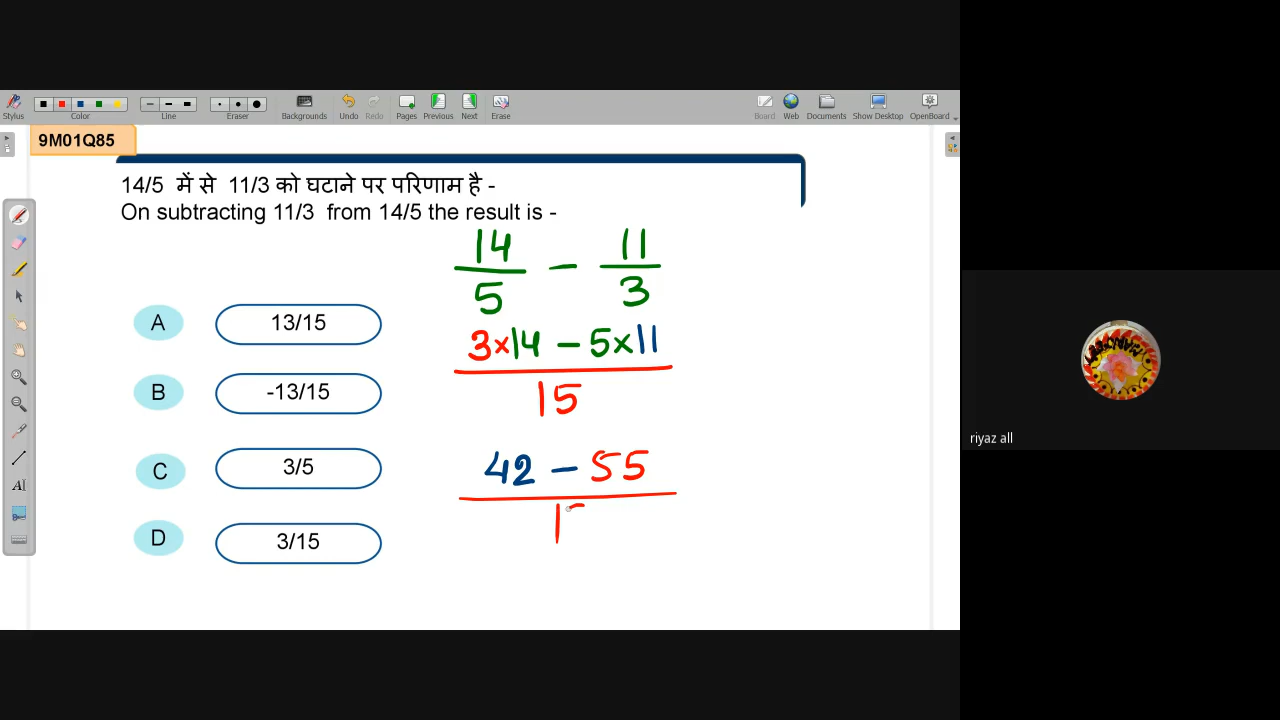 Stylus
Color
Line
Eraser
Backgrounds
Undo
Redo
Pages
Previous
Next
Erase
Board
Web
Documents
Show Desktop
OpenBoard
9M01Q85
14/5 में से 11/3 को घटाने पर परिणाम है -
On subtracting 11/3 from 14/5 the result is -
14/5 - 11/3
3×14 - 5×11
15
42 - 55
A 13/15
B -13/15
C 3/5
D 3/15
riyaz all